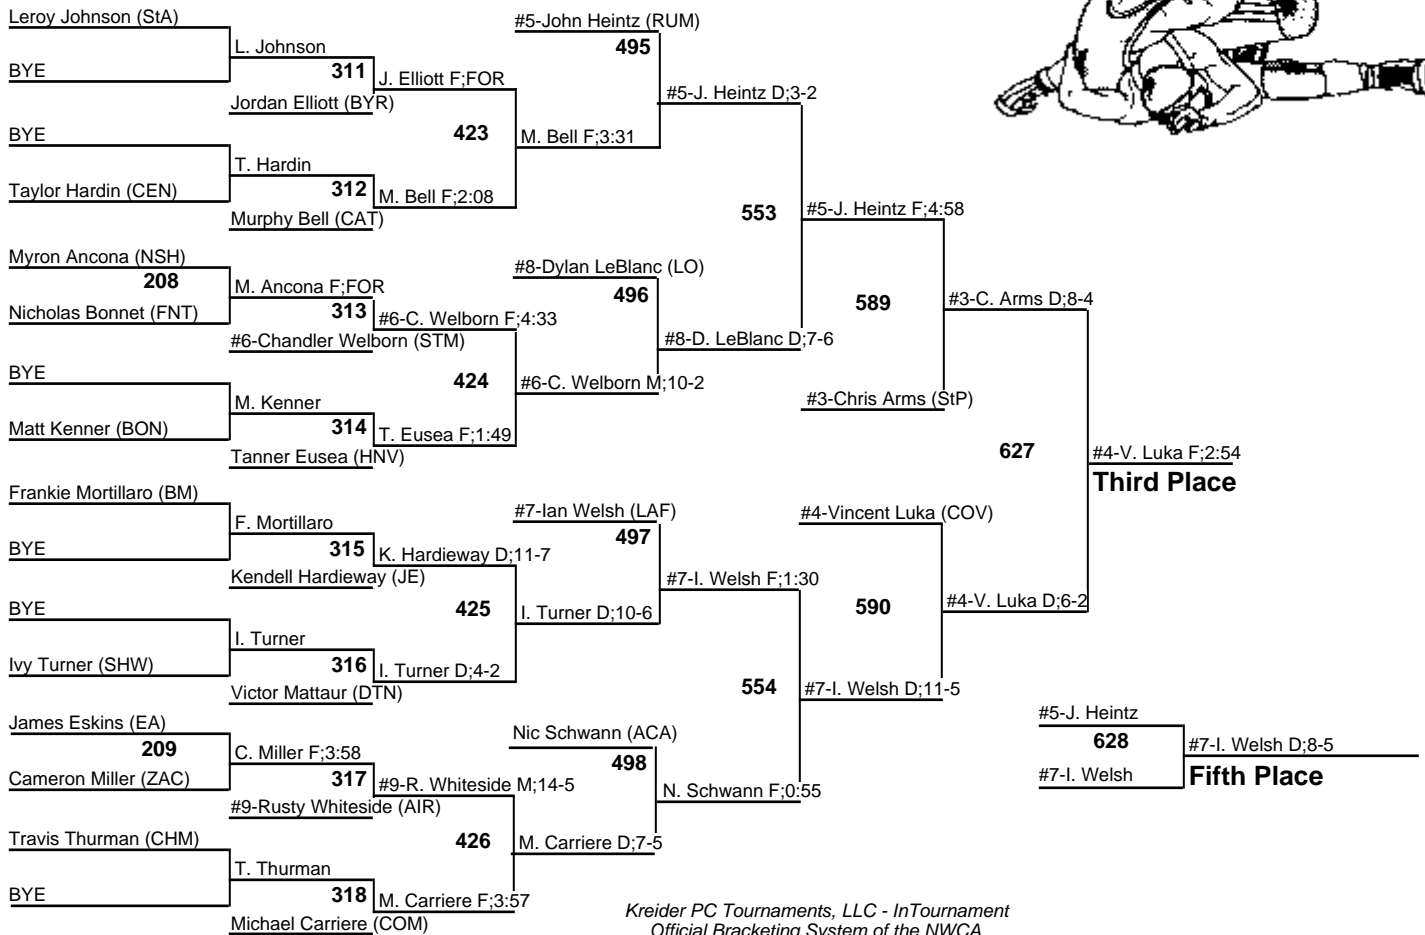 Leroy Johnson (StA)
BYE
BYE
Taylor Hardin (CEN)
Myron Ancona (NSH)
208
Nicholas Bonnet (FNT)
BYE
Matt Kenner (BON)
Frankie Mortillaro (BM)
BYE
BYE
Ivy Turner (SHW)
James Eskins (EA)
209
Cameron Miller (ZAC)
Travis Thurman (CHM)
BYE
L. Johnson
311
Jordan Elliott (BYR)
T. Hardin
312
Murphy Bell (CAT)
M. Ancona F;FOR
313
#6-Chandler Welborn (STM)
M. Kenner
314
Tanner Eusea (HNV)
F. Mortillaro
315
Kendell Hardieway (JE)
I. Turner
316
Victor Mattaur (DTN)
C. Miller F;3:58
317
#9-Rusty Whiteside (AIR)
T. Thurman
318
Michael Carriere (COM)
J. Elliott F;FOR
423
M. Bell F;2:08
#6-C. Welborn F;4:33
424
T. Eusea F;1:49
K. Hardieway D;11-7
425
I. Turner D;4-2
#9-R. Whiteside M;14-5
426
M. Carriere F;3:57
#5-John Heintz (RUM)
495
M. Bell F;3:31
#8-Dylan LeBlanc (LO)
496
#6-C. Welborn M;10-2
#7-Ian Welsh (LAF)
497
I. Turner D;10-6
Nic Schwann (ACA)
498
M. Carriere D;7-5
#5-J. Heintz D;3-2
553
#8-D. LeBlanc D;7-6
#7-I. Welsh F;1:30
554
N. Schwann F;0:55
#5-J. Heintz F;4:58
589
#3-Chris Arms (StP)
#4-Vincent Luka (COV)
590
#7-I. Welsh D;11-5
#3-C. Arms D;8-4
627
#4-V. Luka D;6-2
#4-V. Luka F;2:54
Third Place
#5-J. Heintz
628
#7-I. Welsh
#7-I. Welsh D;8-5
Fifth Place
Kreider PC Tournaments, LLC - InTournament
Official Bracketing System of the NWCA